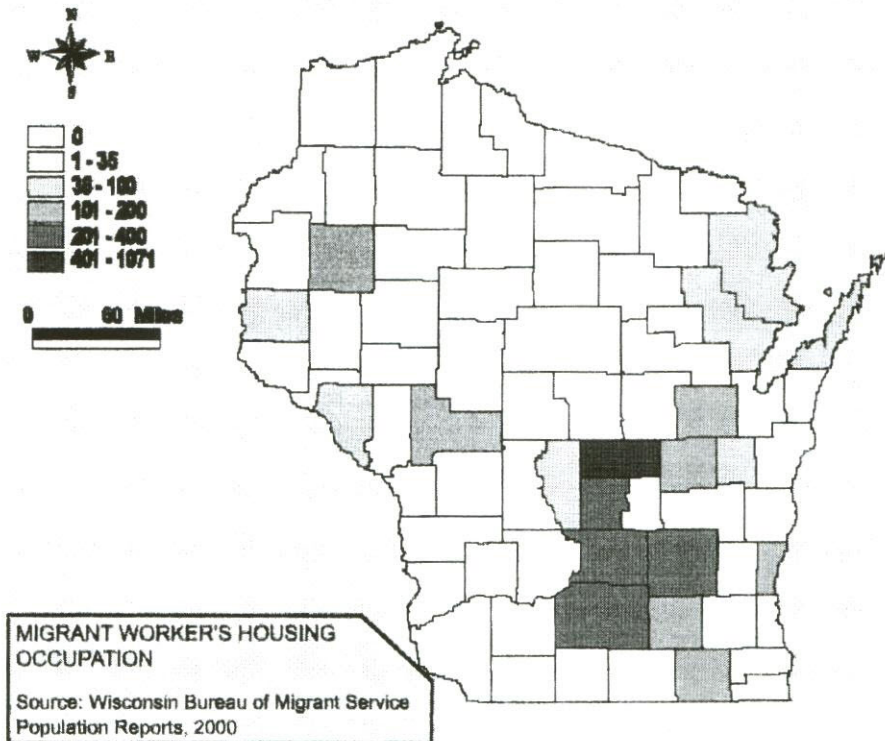 N
W E
S
0
1 - 35
36 - 100
101 - 200
201 - 400
401 - 1071
0 60 Miles
MIGRANT WORKER'S HOUSING
OCCUPATION
Source: Wisconsin Bureau of Migrant Service
Population Reports, 2000